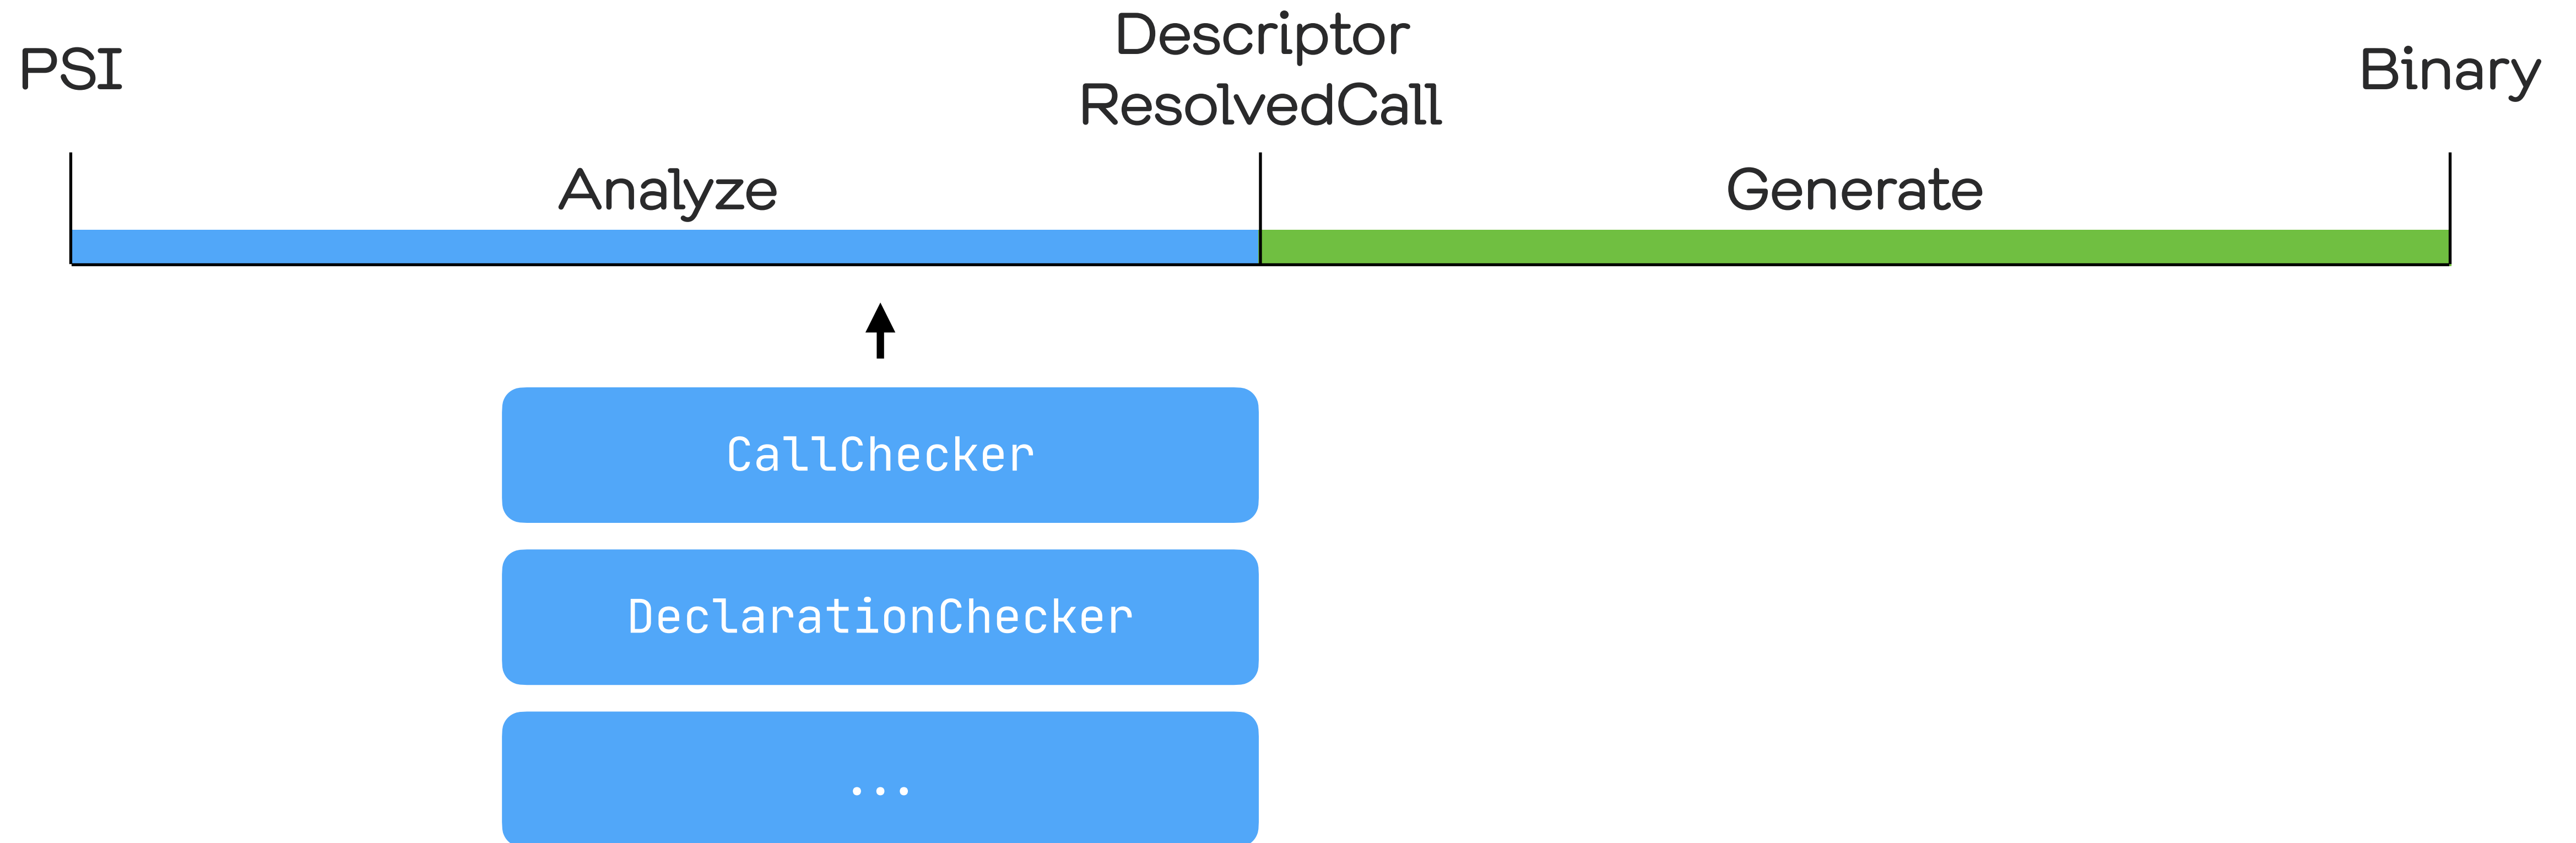 PSI
Descriptor
ResolvedCall
Binary
Analyze
Generate
CallChecker
DeclarationChecker
...